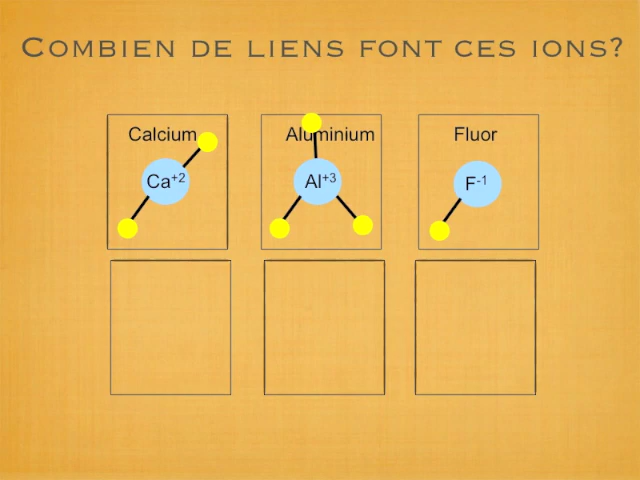 Combien de liens font ces ions?
Calcium Aluminium Fluor
Ca+2 Al+3 F-1